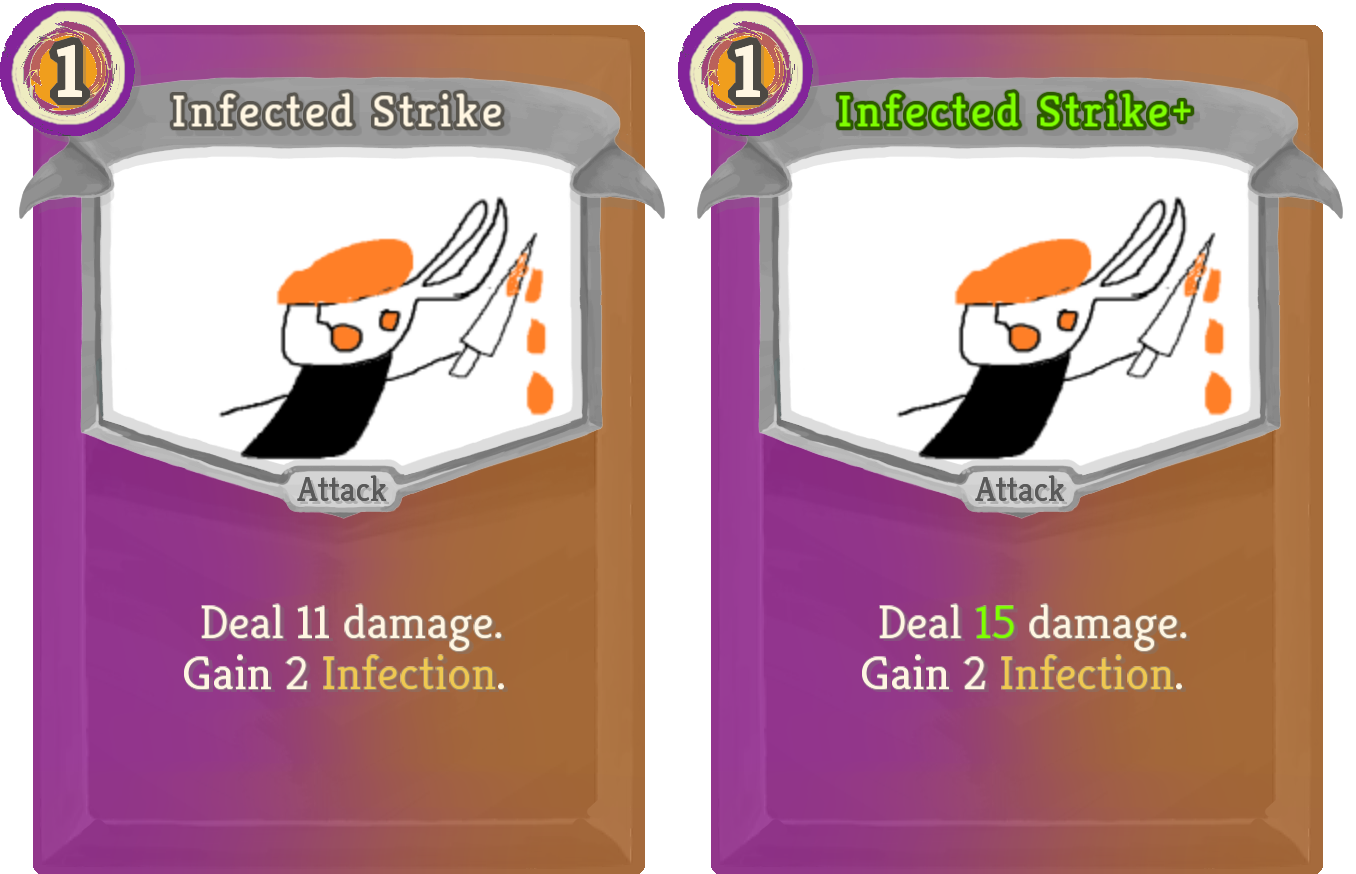 1
Infected Strike
Attack
Deal 11 damage.
Gain 2 Infection.
1
Infected Strike+
Attack
Deal 15 damage.
Gain 2 Infection.